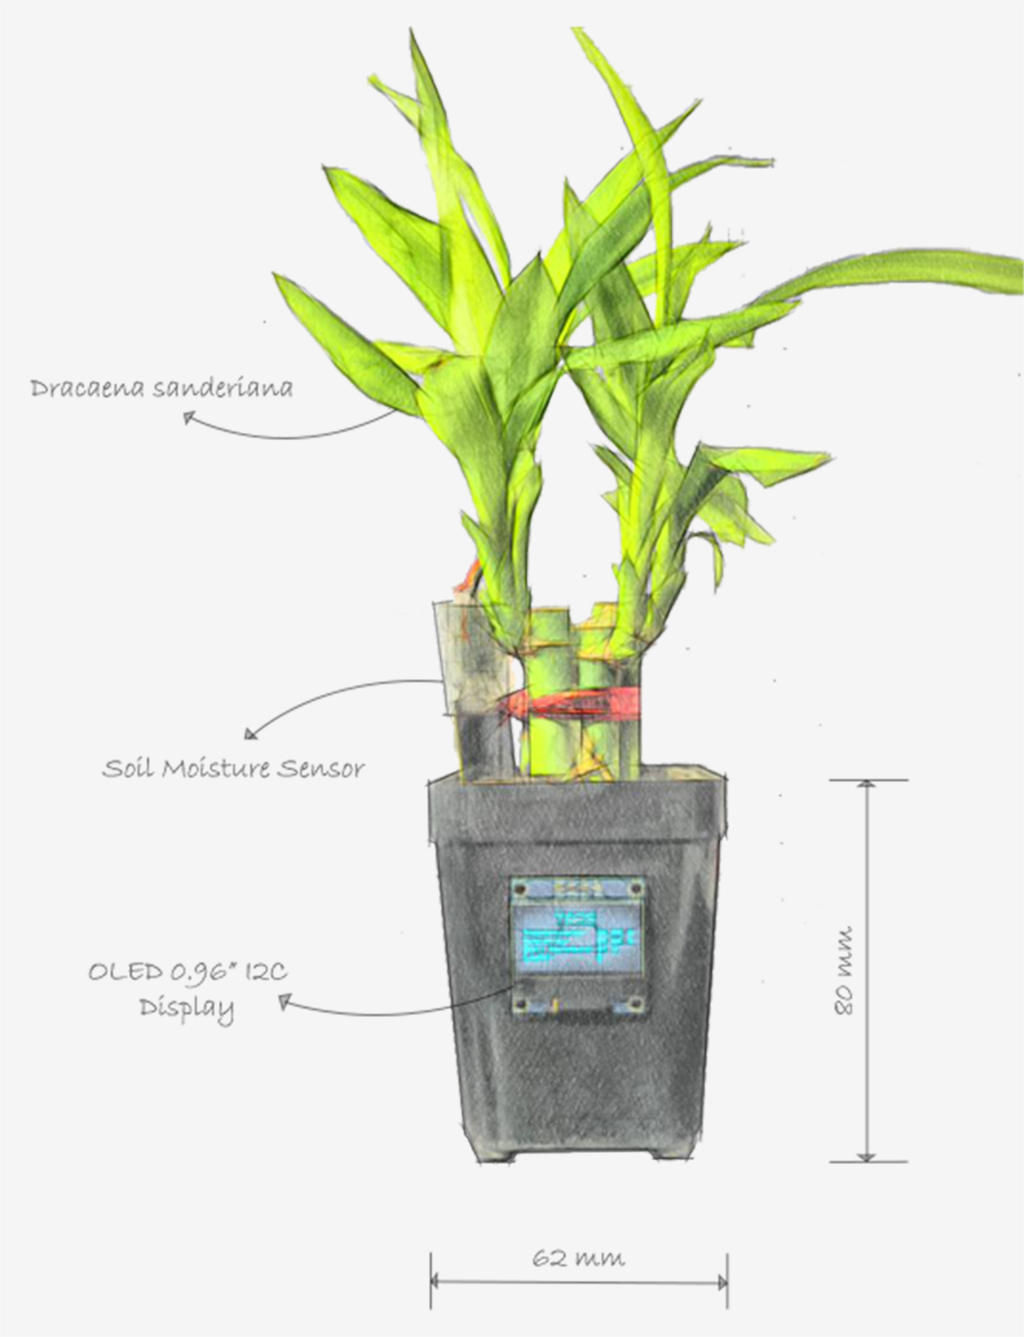 Dracaena sanderiana
Soil Moisture Sensor
OLED 0.96" I2C
Display
80 mm
62 mm